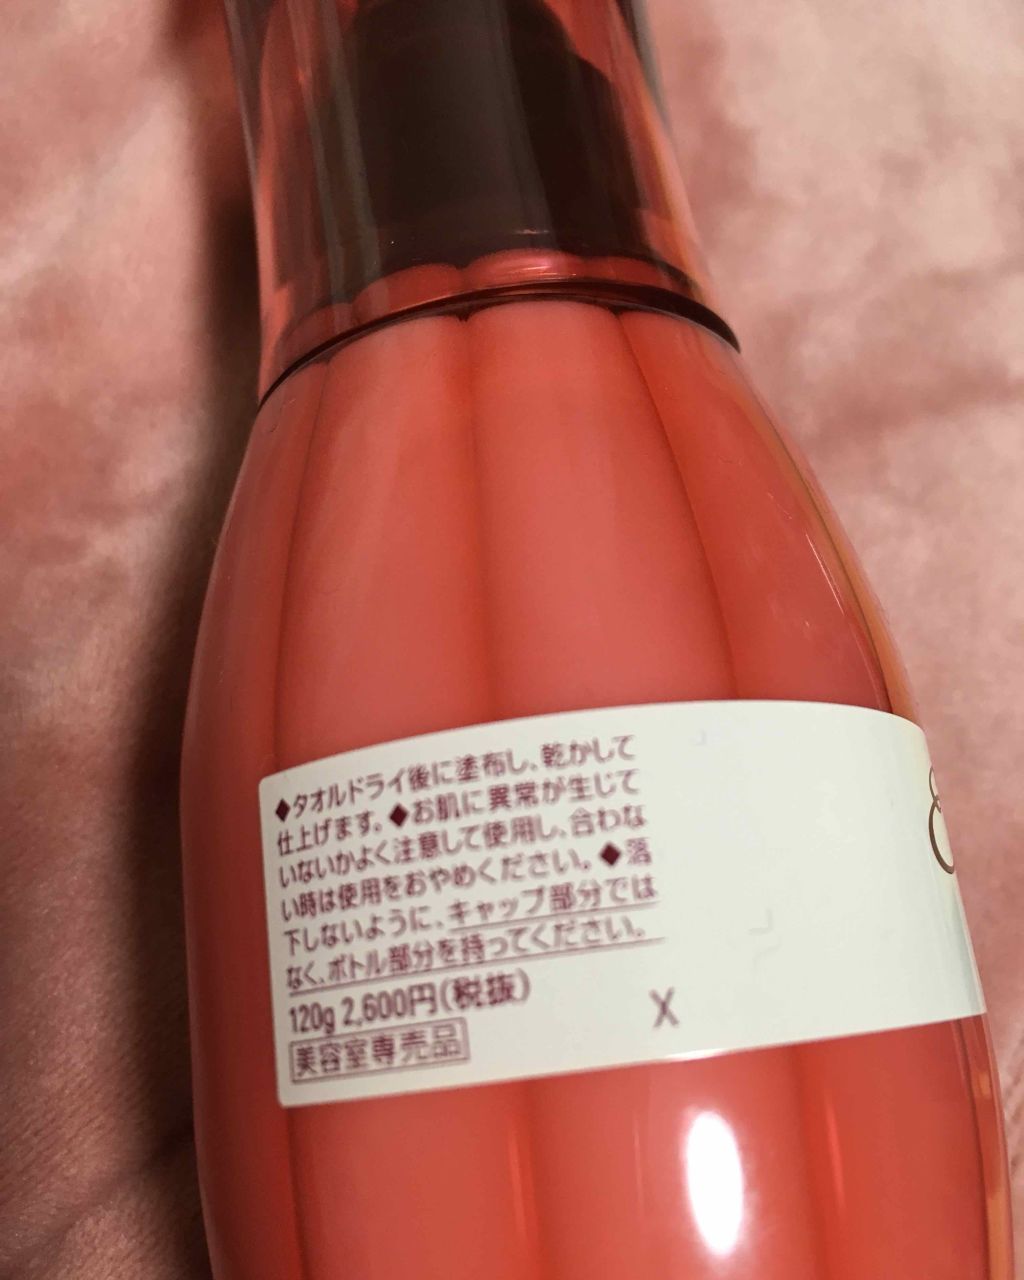 ◆タオルドライ後に塗布し、乾かして
仕上げます。◆お肌に異常が生じて
いないかよく注意して使用し、合わな
い時は使用をおやめください。◆落
下しないように、キャップ部分では
なく、ボトル部分を持ってください。
120g 2,600円(税抜)
美容室専売品
X